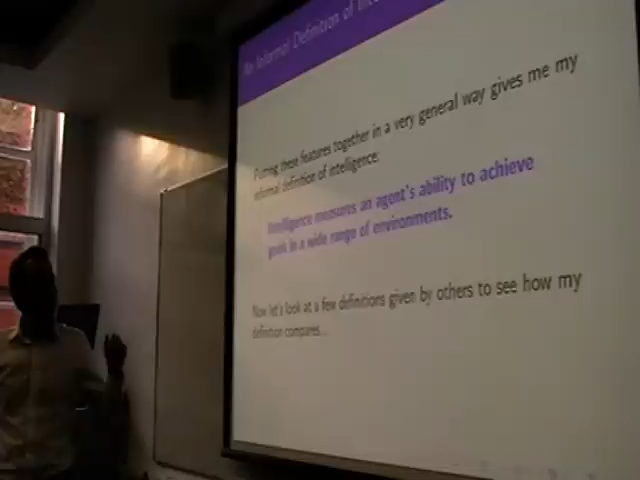 An Informal Definition of
Putting these features together in a very general way gives me my
informal definition of intelligence:
Intelligence measures an agent's ability to achieve
goals in a wide range of environments.
Now let's look at a few definitions given by others to see how my
definition compares...